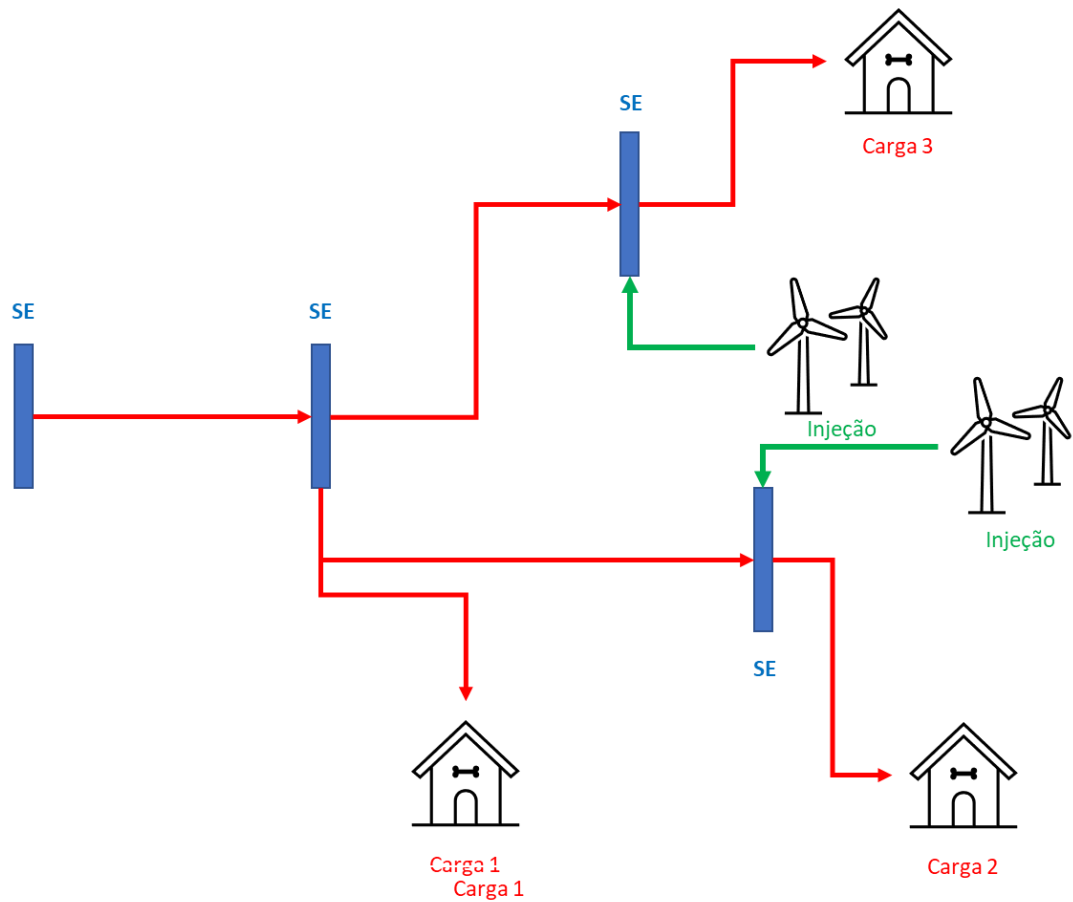 Carga 3
SE
SE
SE
Injeção
Injeção
SE
Carga 1
Carga 1
Carga 2